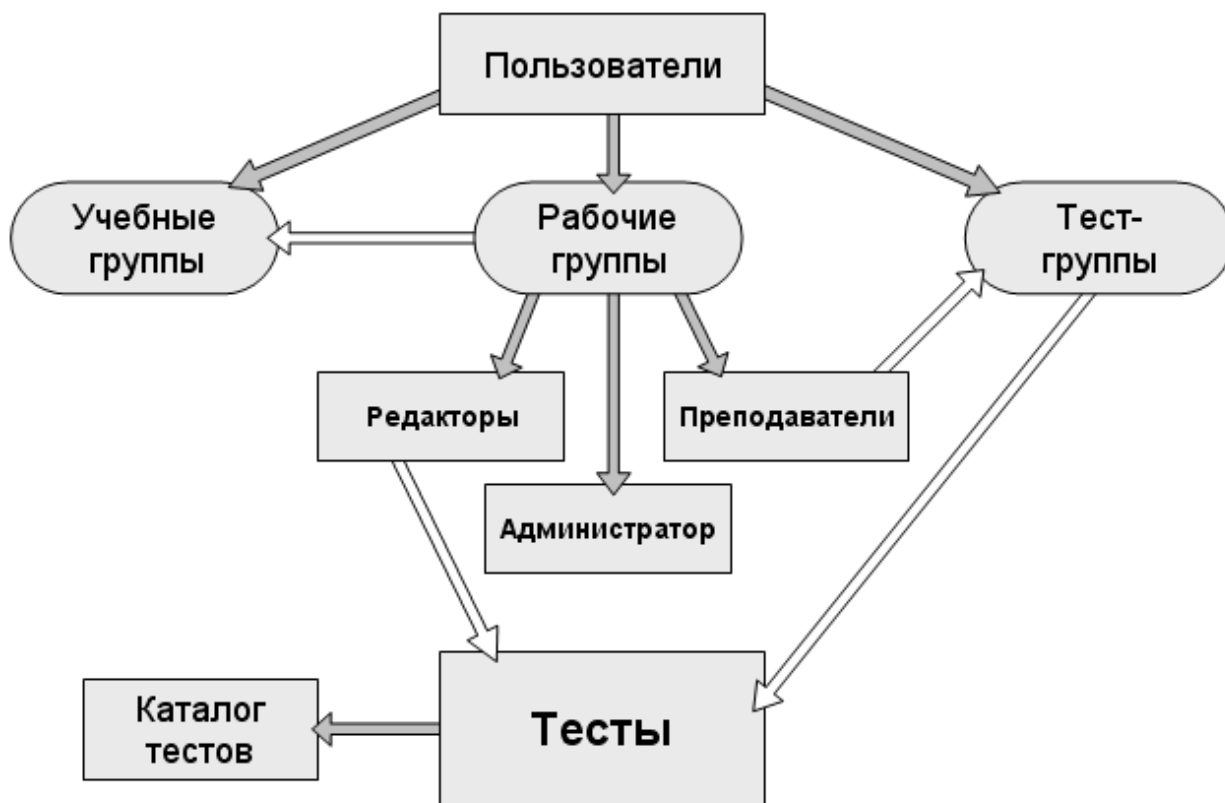 Пользователи
Учебные
группы
Рабочие
группы
Тест-
группы
Редакторы
Преподаватели
Администратор
Каталог
тестов
Тесты